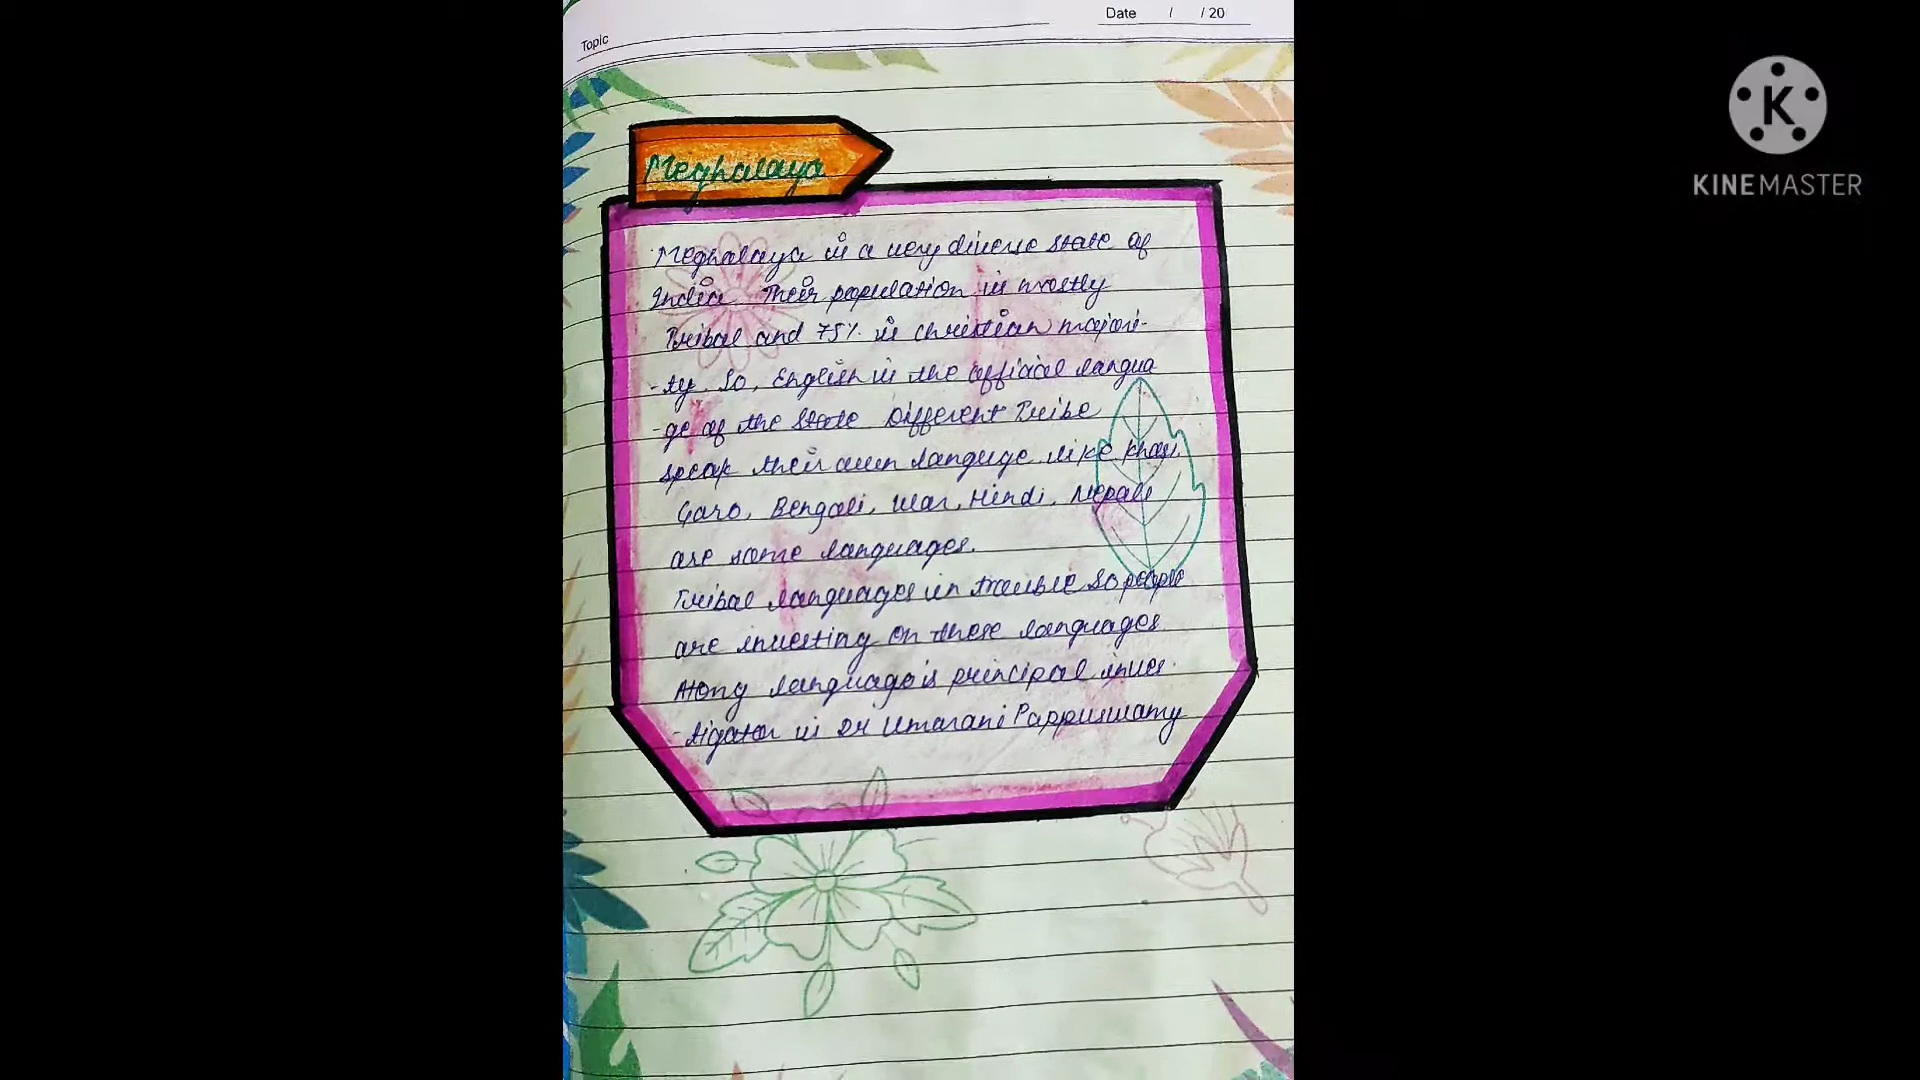 Date / / 20
Topic
KINEMASTER
Meghalaya
Meghalaya is a very diverse state of
India. Their population is mostly
Tribal and 75% is christian majori-
-ty. So, English is the official langua
-ge of the State Different Tribe
speak their own languge like Khasi,
Garo, Bengali, War, Hindi, Nepali
are some languages.
Tribal languages in trouble So people
are investing on these languages
Atong language is principal inves-
-tigator is Dr Umarani Pappuswamy